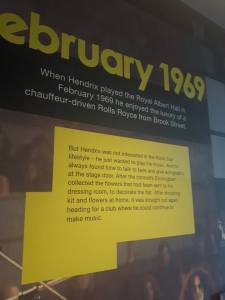 ebruary 1969
When Hendrix played the Royal Albert Hall in
February 1969 he enjoyed the luxury of a
chauffeur-driven Rolls Royce from Brook Street
But Hendrix was not interested in the Rock Star
lifestyle – he just wanted to play his music. And he
always found time to talk to fans and give autographs
at the stage door. After the concerts Etchingham
collected the flowers that had been sent to the
dressing room, to decorate the flat. After dropping
kit and flowers at home, it was straight out again,
heading for a club where he could continue to
make music.